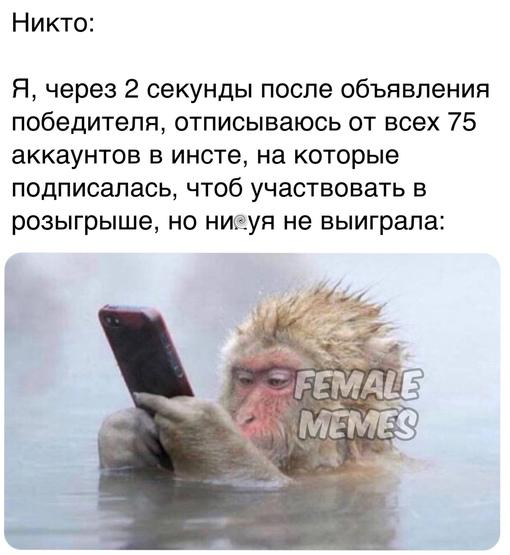 Никто:
Я, через 2 секунды после объявления
победителя, отписываюсь от всех 75
аккаунтов в инсте, на которые
подписалась, чтоб участвовать в
розыгрыше, но ни🌀уя не выиграла:
FEMALE
MEMES